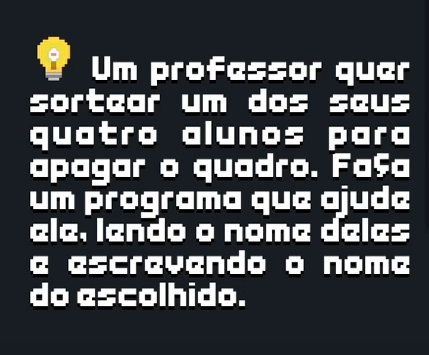 Um professor quer
sortear um dos seus
quatro alunos para
apagar o quadro. Faça
um programa que ajude
ele, lendo o nome deles
e escrevendo o nome
do escolhido.